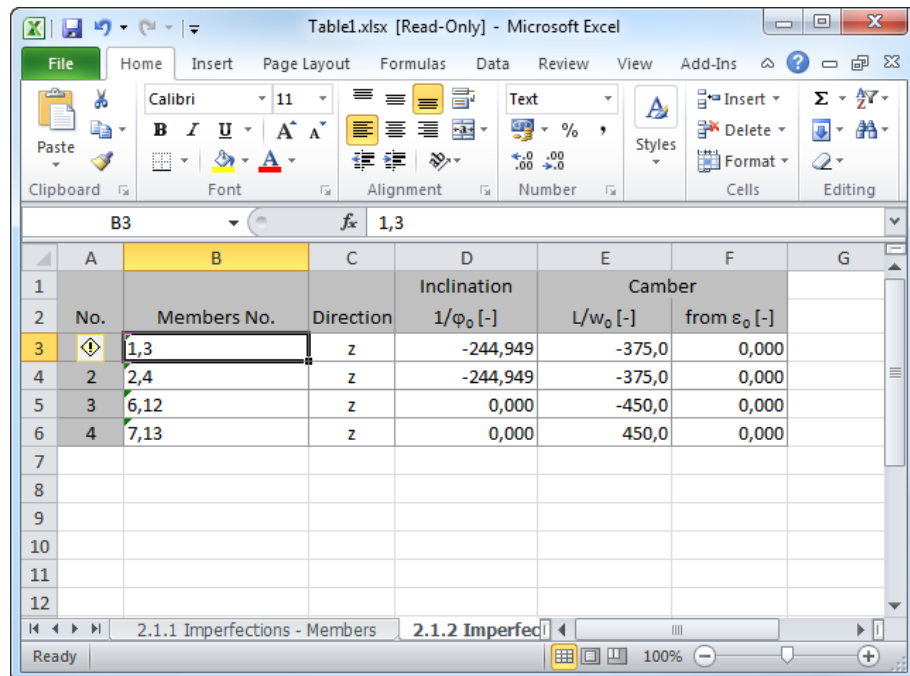 Table1.xlsx [Read-Only] - Microsoft Excel
File Home Insert Page Layout Formulas Data Review View Add-Ins
Calibri 11 Text Insert
B I U A A % , Delete
Paste Styles Format
Clipboard Font Alignment Number Cells Editing
B3 fx 1,3
A B C D E F G
1 Inclination Camber
2 No. Members No. Direction 1/φ₀ [-] L/w₀ [-] from ε₀ [-]
3 1,3 z -244,949 -375,0 0,000
4 2 2,4 z -244,949 -375,0 0,000
5 3 6,12 z 0,000 -450,0 0,000
6 4 7,13 z 0,000 450,0 0,000
7
8
9
10
11
12
2.1.1 Imperfections - Members 2.1.2 Imperfec
Ready 100%